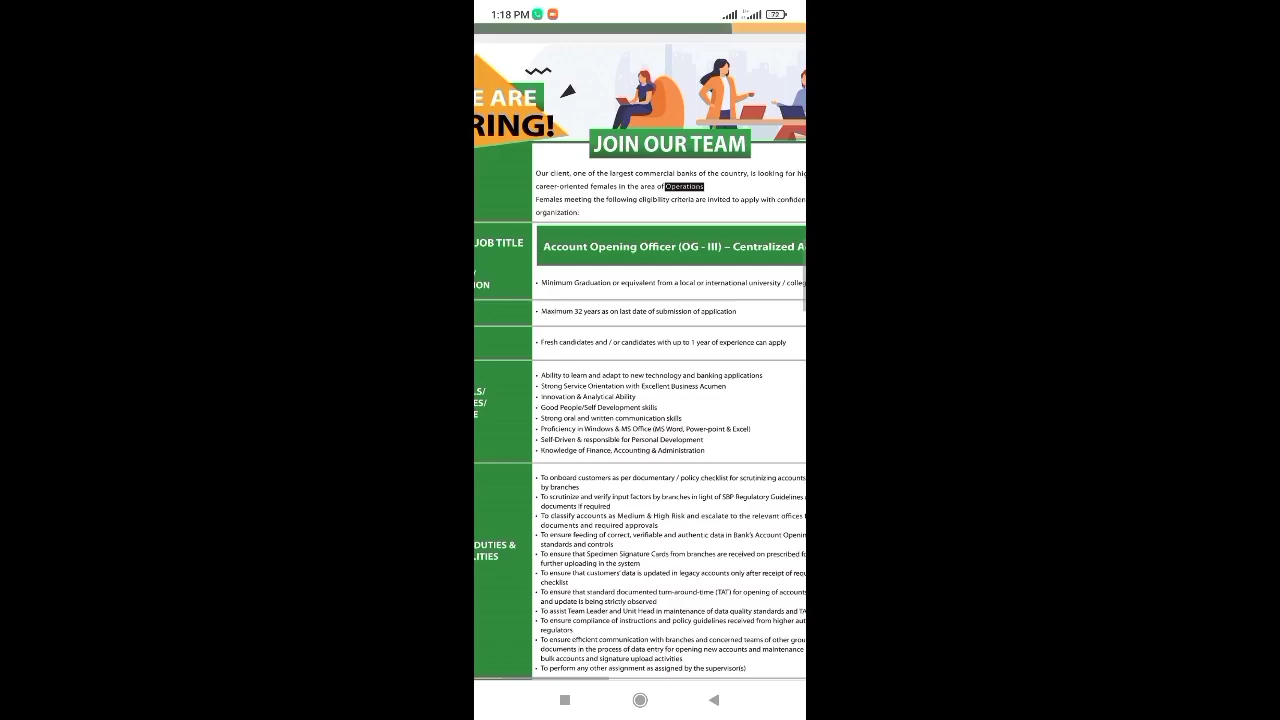 1:18 PM
72
E ARE
RING!
JOIN OUR TEAM
Our client, one of the largest commercial banks of the country, is looking for
career-oriented females in the area of Operations
Females meeting the following eligibility criteria are invited to apply with
organization:
JOB TITLE
Account Opening Officer (OG - III) – Centralized A
ION
• Minimum Graduation or equivalent from a local or international university /
• Maximum 32 years as on last date of submission of application
• Fresh candidates and / or candidates with up to 1 year of experience can apply
LS/
ES/
E
• Ability to learn and adapt to new technology and banking applications
• Strong Service Orientation with Excellent Business Acumen
• Innovation & Analytical Ability
• Good People/Self Development skills
• Strong oral and written communication skills
• Proficiency in Windows & MS Office (MS Word, Power-point & Excel)
• Self-Driven & responsible for Personal Development
• Knowledge of Finance, Accounting & Administration
DUTIES &
LITIES
• To onboard customers as per documentary / policy checklist for scrutinizing accounts
by branches
• To scrutinize and verify input factors by branches in light of SBP Regulatory Guidelines
documents if required
• To classify accounts as Medium & High Risk and escalate to the relevant offices
documents and required approvals
• To ensure feeding of correct, verifiable and authentic data in Bank's Account
standards and controls
• To ensure that Specimen Signature Cards from branches are received on prescribed
further uploading in the system
• To ensure that customers' data is updated in legacy accounts only after receipt of
checklist
• To ensure that standard documented turn-around-time (TAT) for opening of accounts
and update is being strictly observed
• To assist Team Leader and Unit Head in maintenance of data quality standards and
• To ensure compliance of instructions and policy guidelines received from higher
regulators
• To ensure efficient communication with branches and concerned teams of other
documents in the process of data entry for opening new accounts and maintenance
bulk accounts and signature upload activities
• To perform any other assignment as assigned by the supervisor(s)